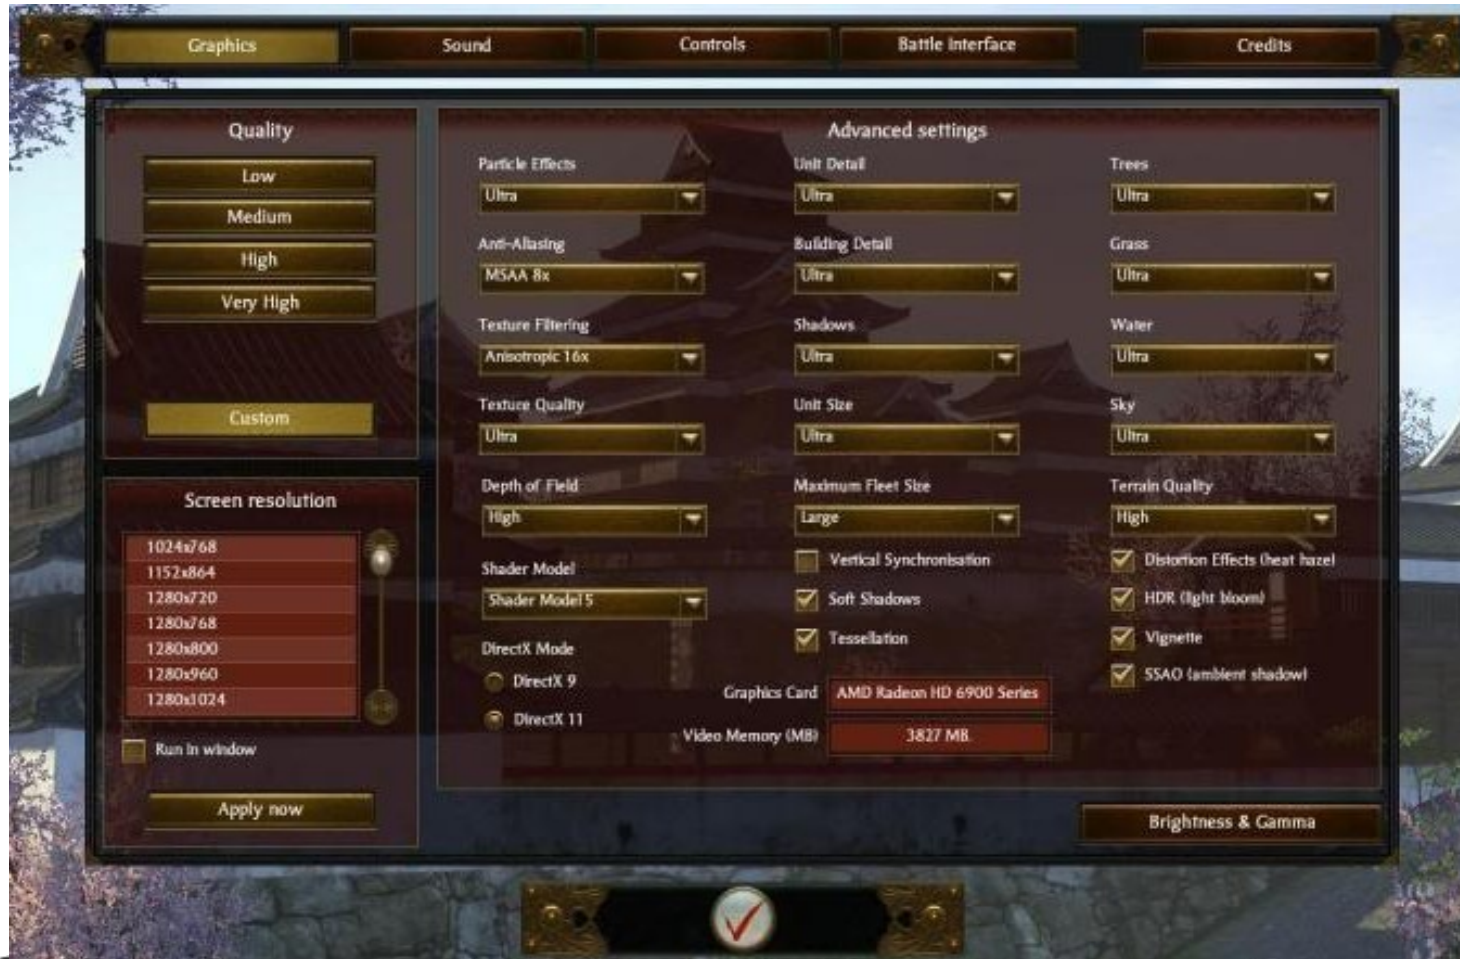 Graphics
Sound
Controls
Battle Interface
Credits
Quality
Low
Medium
High
Very High
Custom
Screen resolution
1024x768
1152x864
1280x720
1280x768
1280x800
1280x960
1280x1024
Run in window
Apply now
Advanced settings
Particle Effects
Ultra
Anti-Aliasing
MSAA 8x
Texture Filtering
Anisotropic 16x
Texture Quality
Ultra
Depth of Field
High
Shader Model
Shader Model 5
DirectX Mode
DirectX 9
DirectX 11
Unit Detail
Ultra
Building Detail
Ultra
Shadows
Ultra
Unit Size
Ultra
Maximum Fleet Size
Large
Vertical Synchronisation
Soft Shadows
Tessellation
Trees
Ultra
Grass
Ultra
Water
Ultra
Sky
Ultra
Terrain Quality
High
Distortion Effects (heat haze)
HDR (light bloom)
Vignette
SSAO (ambient shadow)
Graphics Card AMD Radeon HD 6900 Series
Video Memory (MB) 3827 MB.
Brightness & Gamma